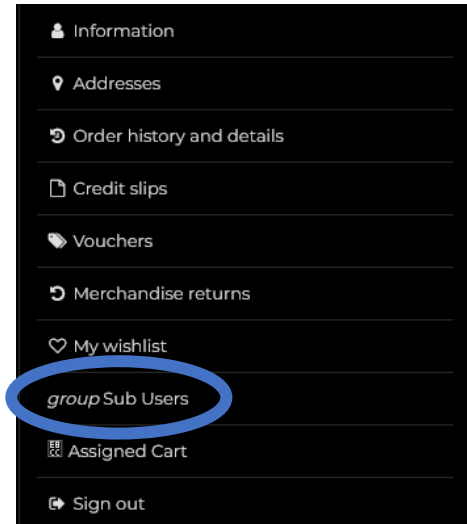 Information
Addresses
Order history and details
Credit slips
Vouchers
Merchandise returns
My wishlist
group Sub Users
Assigned Cart
Sign out